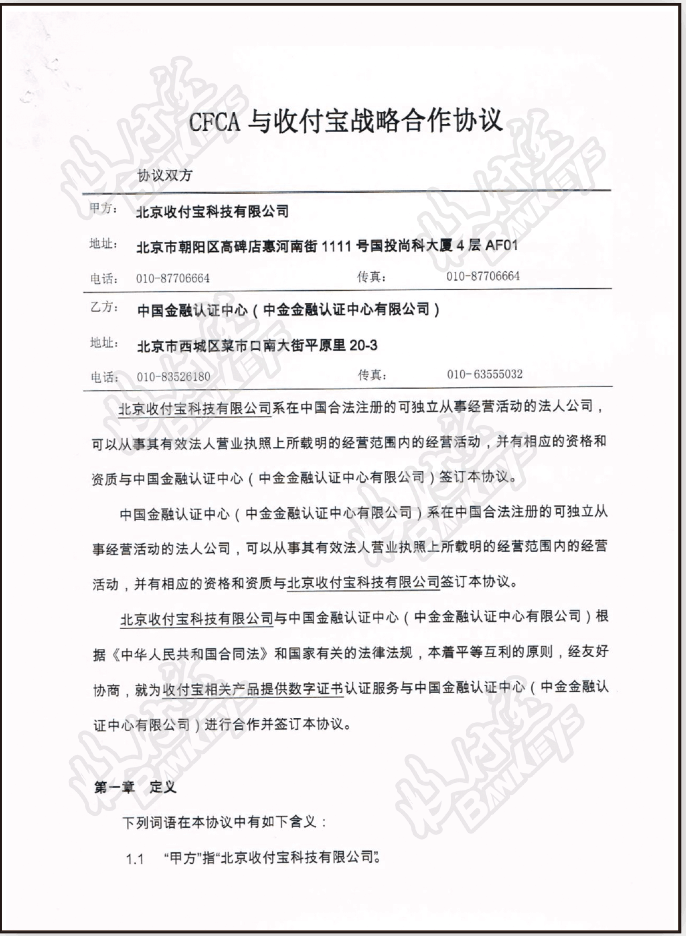 CFCA 与收付宝战略合作协议
协议双方
甲方： 北京收付宝科技有限公司
地址： 北京市朝阳区高碑店惠河南街 1111 号国投尚科大厦 4 层 AF01
电话： 010-87706664 传真： 010-87706664
乙方： 中国金融认证中心（中金金融认证中心有限公司）
地址： 北京市西城区菜市口南大街平原里 20-3
电话： 010-83526180 传真： 010-63555032
北京收付宝科技有限公司系在中国合法注册的可独立从事经营活动的法人公司，
可以从事其有效法人营业执照上所载明的经营范围内的经营活动，并有相应的资格和
资质与中国金融认证中心（中金金融认证中心有限公司）签订本协议。
中国金融认证中心（中金金融认证中心有限公司）系在中国合法注册的可独立从
事经营活动的法人公司，可以从事其有效法人营业执照上所载明的经营范围内的经营
活动，并有相应的资格和资质与北京收付宝科技有限公司签订本协议。
北京收付宝科技有限公司与中国金融认证中心（中金金融认证中心有限公司）根
据《中华人民共和国合同法》和国家有关的法律法规，本着平等互利的原则，经友好
协商，就为收付宝相关产品提供数字证书认证服务与中国金融认证中心（中金金融认
证中心有限公司）进行合作并签订本协议。
第一章 定义
下列词语在本协议中有如下含义：
1.1 “甲方”指“北京收付宝科技有限公司”。
收付宝 BANKEYS
收付宝 BANKEYS
收付宝 BANKEYS
收付宝 BANKEYS
收付宝 BANKEYS
收付宝 BANKEYS